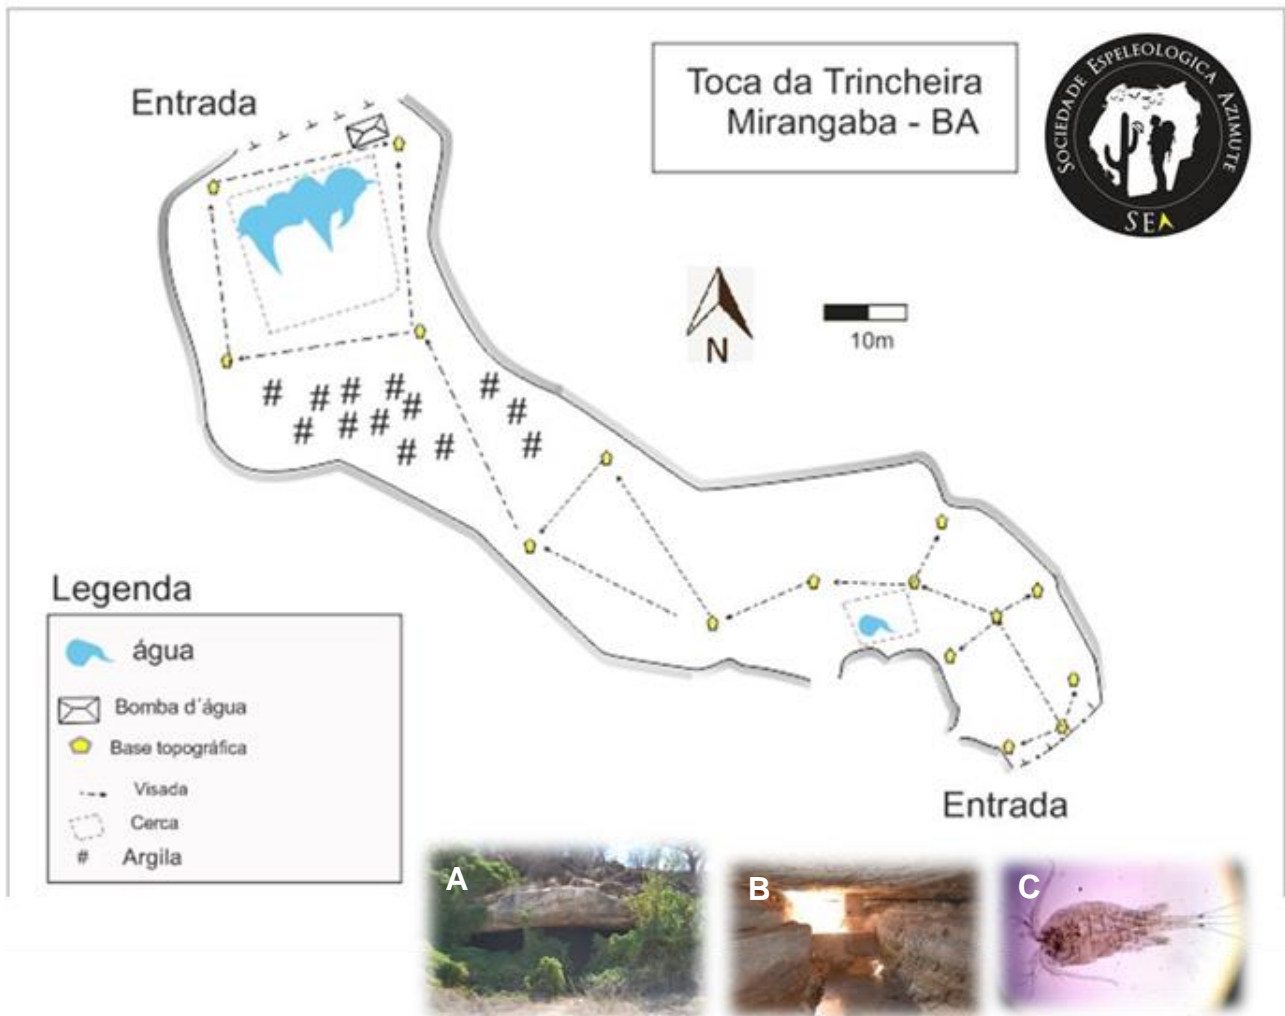 Entrada
Toca da Trincheira
Mirangaba - BA
SOCIEDADE ESPELEOLOGICA AZIMUTE
SEA
N
10m
Legenda
água
Bomba d´água
Base topográfica
Visada
Cerca
# Argila
Entrada
A
B
C